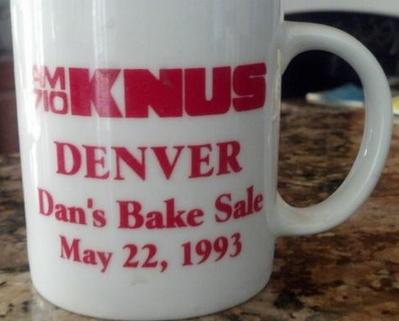 AM 710 KNUS
DENVER
Dan's Bake Sale
May 22, 1993